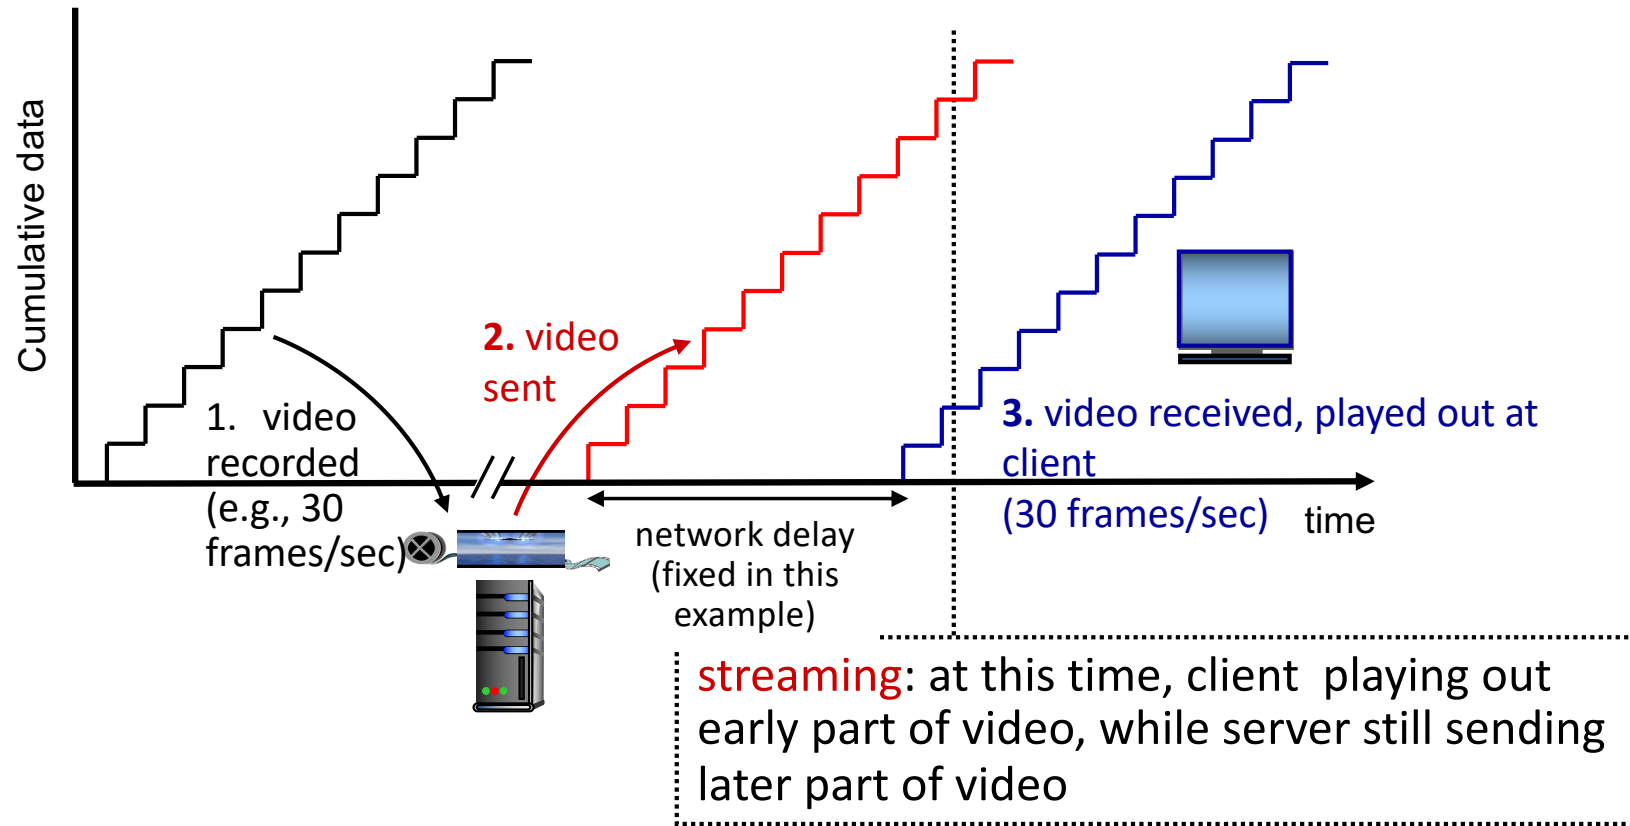 Cumulative data
1. video
recorded
(e.g., 30
frames/sec)
2. video
sent
3. video received, played out at
client
(30 frames/sec)
time
network delay
(fixed in this
example)
streaming: at this time, client playing out
early part of video, while server still sending
later part of video